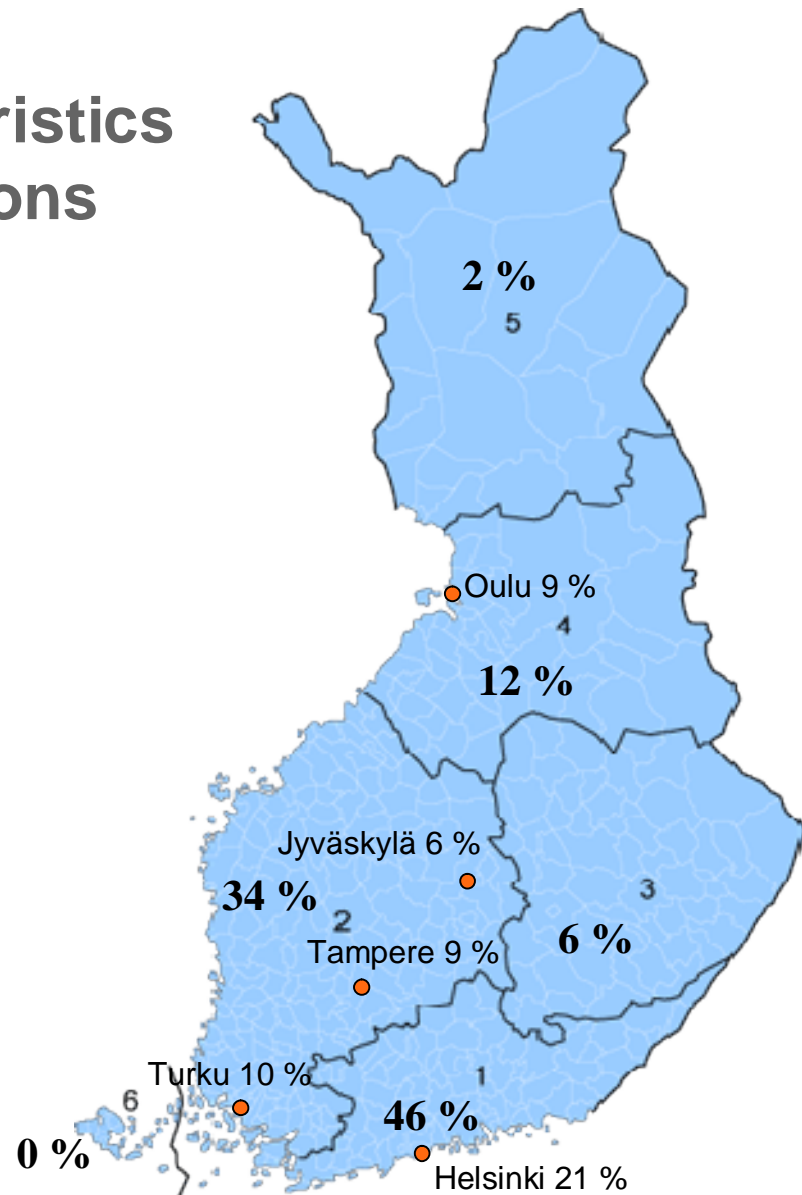 ristics
ons
2 %
5
Oulu 9 %
4
12 %
Jyväskylä 6 %
34 %
2
3
6 %
Tampere 9 %
1
Turku 10 %
6
46 %
0 %
Helsinki 21 %